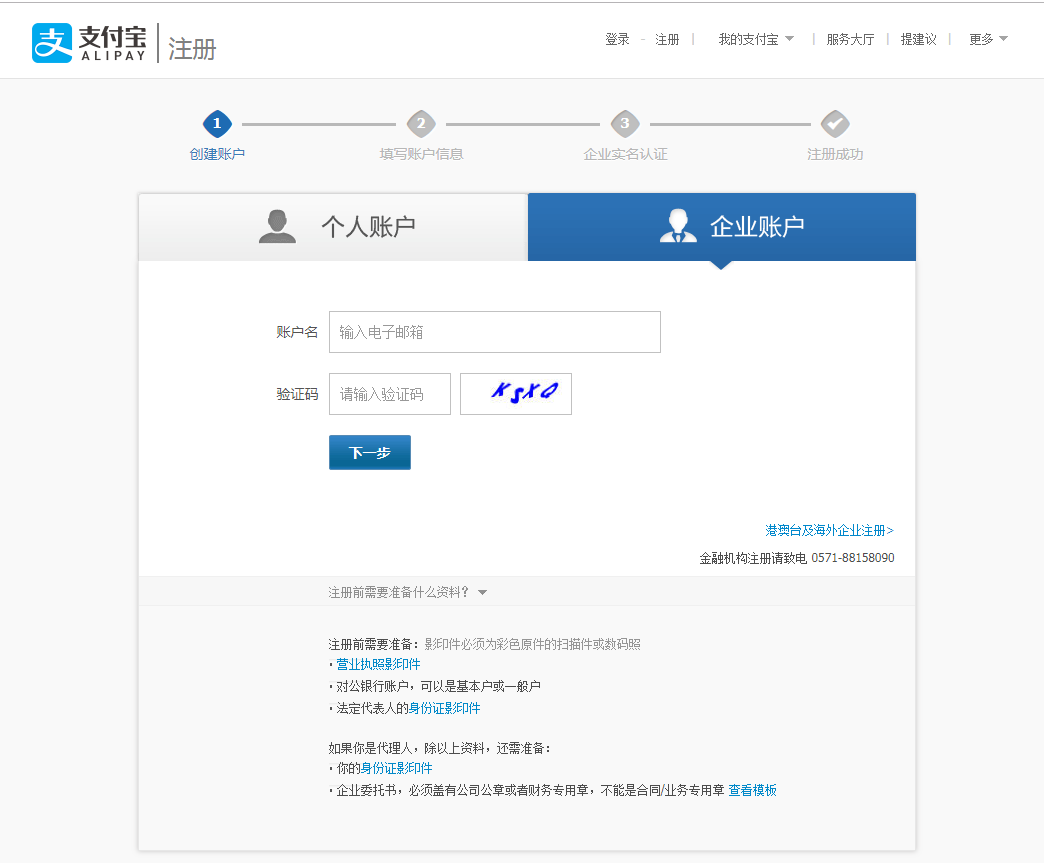 支付宝 ALIPAY 注册
登录 - 注册 | 我的支付宝 | 服务大厅 | 提建议 | 更多
1 2 3
创建账户 填写账户信息 企业实名认证 注册成功
个人账户 企业账户
账户名 输入电子邮箱
验证码 请输入验证码 KSXQ
下一步
港澳台及海外企业注册>
金融机构注册请致电 0571-88158090
注册前需要准备什么资料？
注册前需要准备：影印件必须为彩色原件的扫描件或数码照
· 营业执照影印件
· 对公银行账户，可以是基本户或一般户
· 法定代表人的身份证影印件
如果你是代理人，除以上资料，还需准备：
· 你的身份证影印件
· 企业委托书，必须盖有公司公章或者财务专用章，不能是合同/业务专用章 查看模板